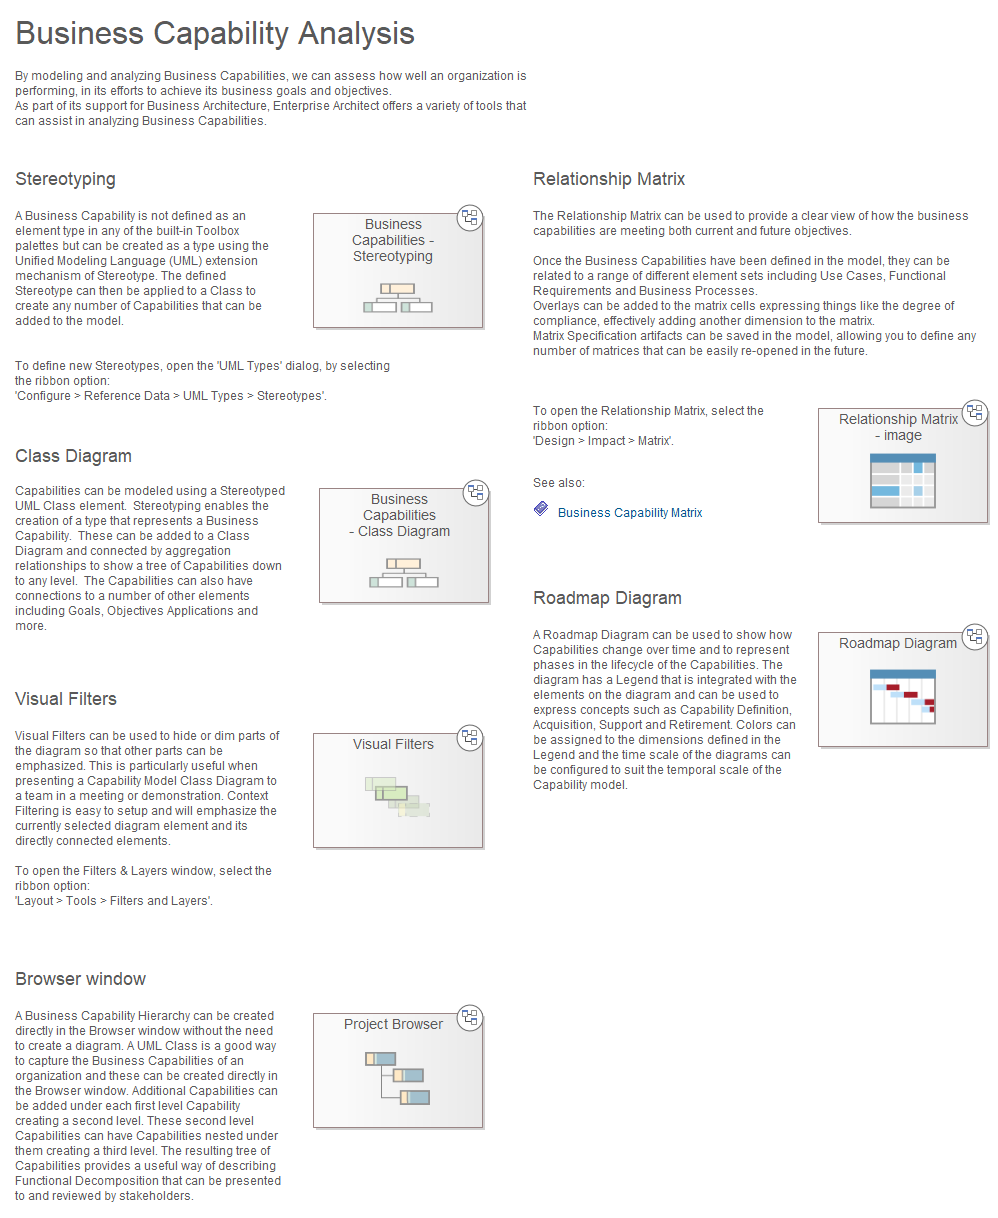 Business Capability Analysis
By modeling and analyzing Business Capabilities, we can assess how well an organization is
performing, in its efforts to achieve its business goals and objectives.
As part of its support for Business Architecture, Enterprise Architect offers a variety of tools that
can assist in analyzing Business Capabilities.
Stereotyping
A Business Capability is not defined as an
element type in any of the built-in Toolbox
palettes but can be created as a type using the
Unified Modeling Language (UML) extension
mechanism of Stereotype. The defined
Stereotype can then be applied to a Class to
create any number of Capabilities that can be
added to the model.
Business
Capabilities -
Stereotyping
To define new Stereotypes, open the 'UML Types' dialog, by selecting
the ribbon option:
'Configure > Reference Data > UML Types > Stereotypes'.
Class Diagram
Capabilities can be modeled using a Stereotyped
UML Class element.  Stereotyping enables the
creation of a type that represents a Business
Capability.  These can be added to a Class
Diagram and connected by aggregation
relationships to show a tree of Capabilities down
to any level.  The Capabilities can also have
connections to a number of other elements
including Goals, Objectives Applications and
more.
Business
Capabilities
- Class Diagram
Visual Filters
Visual Filters can be used to hide or dim parts of
the diagram so that other parts can be
emphasized. This is particularly useful when
presenting a Capability Model Class Diagram to
a team in a meeting or demonstration. Context
Filtering is easy to setup and will emphasize the
currently selected diagram element and its
directly connected elements.
To open the Filters & Layers window, select the
ribbon option:
'Layout > Tools > Filters and Layers'.
Visual Filters
Browser window
A Business Capability Hierarchy can be created
directly in the Browser window without the need
to create a diagram. A UML Class is a good way
to capture the Business Capabilities of an
organization and these can be created directly in
the Browser window. Additional Capabilities can
be added under each first level Capability
creating a second level. These second level
Capabilities can have Capabilities nested under
them creating a third level. The resulting tree of
Capabilities provides a useful way of describing
Functional Decomposition that can be presented
to and reviewed by stakeholders.
Project Browser
Relationship Matrix
The Relationship Matrix can be used to provide a clear view of how the business
capabilities are meeting both current and future objectives.
Once the Business Capabilities have been defined in the model, they can be
related to a range of different element sets including Use Cases, Functional
Requirements and Business Processes.
Overlays can be added to the matrix cells expressing things like the degree of
compliance, effectively adding another dimension to the matrix.
Matrix Specification artifacts can be saved in the model, allowing you to define any
number of matrices that can be easily re-opened in the future.
To open the Relationship Matrix, select the
ribbon option:
'Design > Impact > Matrix'.
See also:
Business Capability Matrix
Relationship Matrix
- image
Roadmap Diagram
A Roadmap Diagram can be used to show how
Capabilities change over time and to represent
phases in the lifecycle of the Capabilities. The
diagram has a Legend that is integrated with the
elements on the diagram and can be used to
express concepts such as Capability Definition,
Acquisition, Support and Retirement. Colors can
be assigned to the dimensions defined in the
Legend and the time scale of the diagrams can
be configured to suit the temporal scale of the
Capability model.
Roadmap Diagram